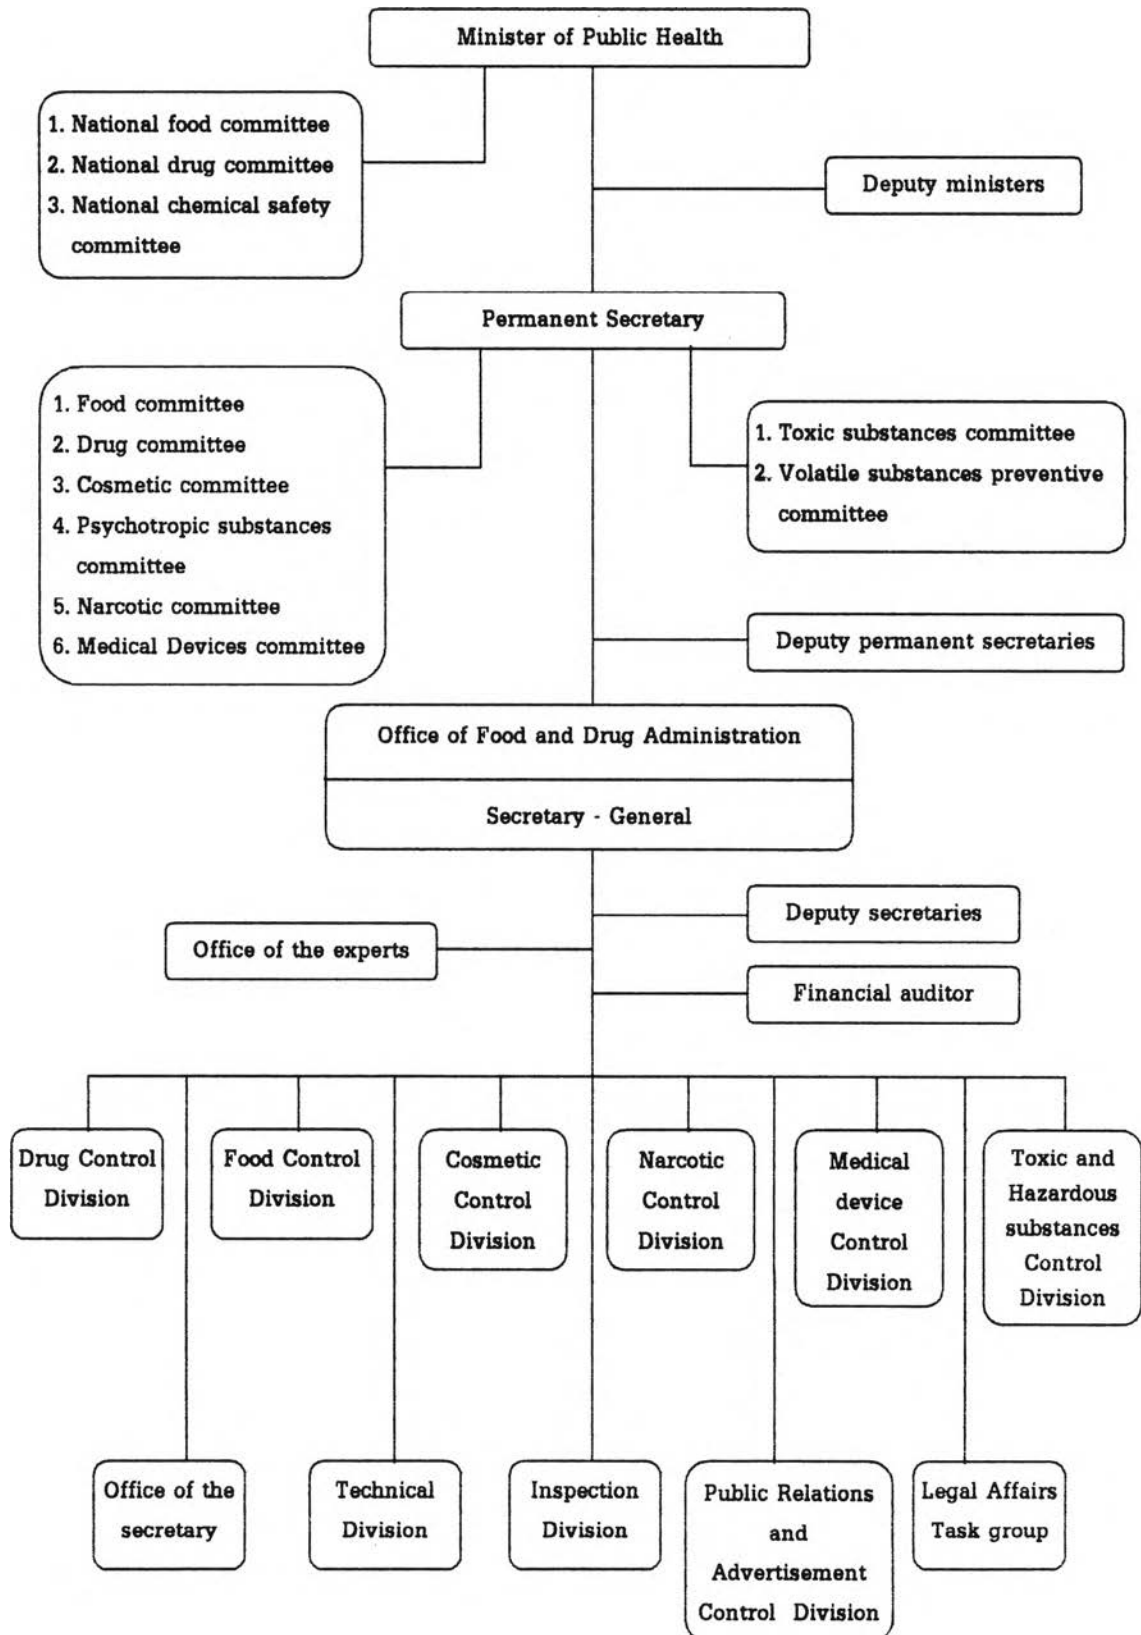 Minister of Public Health
1. National food committee
2. National drug committee
3. National chemical safety
committee
Deputy ministers
Permanent Secretary
1. Food committee
2. Drug committee
3. Cosmetic committee
4. Psychotropic substances
committee
5. Narcotic committee
6. Medical Devices committee
1. Toxic substances committee
2. Volatile substances preventive
committee
Deputy permanent secretaries
Office of Food and Drug Administration
Secretary - General
Deputy secretaries
Office of the experts
Financial auditor
Drug Control
Division
Food Control
Division
Cosmetic
Control
Division
Narcotic
Control
Division
Medical
device
Control
Division
Toxic and
Hazardous
substances
Control
Division
Office of the
secretary
Technical
Division
Inspection
Division
Public Relations
and
Advertisement
Control Division
Legal Affairs
Task group